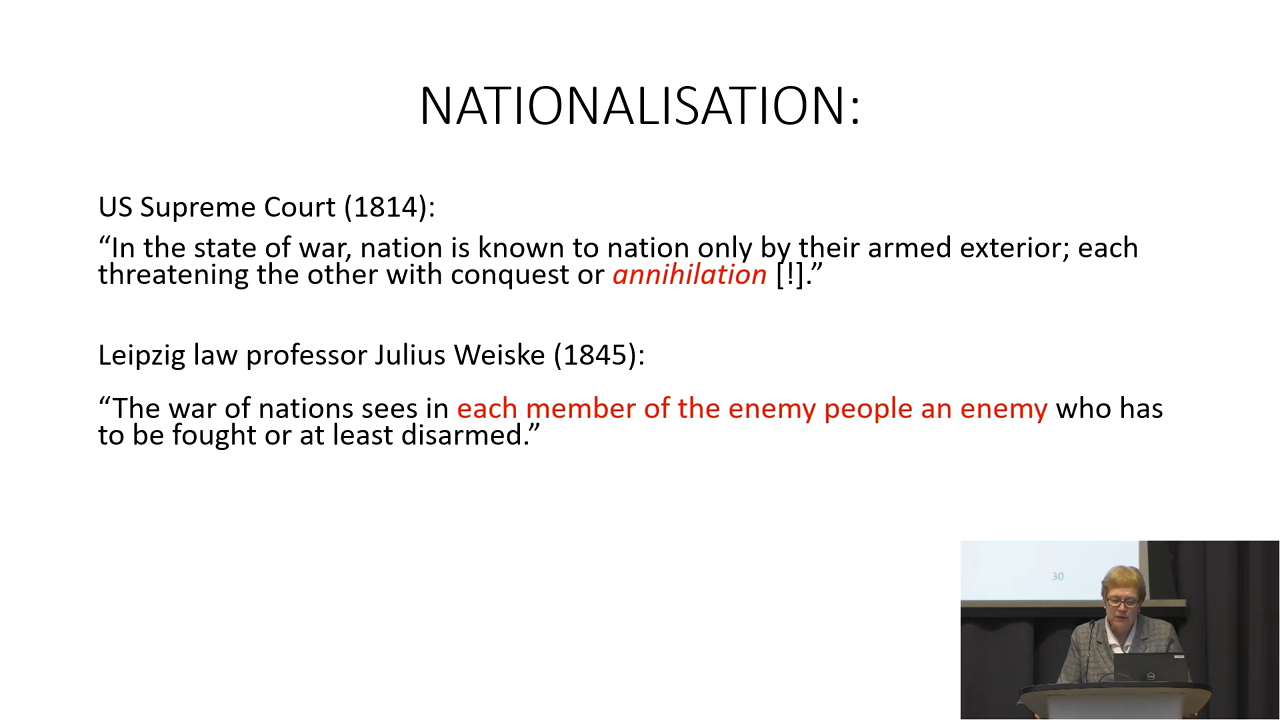 NATIONALISATION:
US Supreme Court (1814):
“In the state of war, nation is known to nation only by their armed exterior; each
threatening the other with conquest or annihilation [!].”
Leipzig law professor Julius Weiske (1845):
“The war of nations sees in each member of the enemy people an enemy who has
to be fought or at least disarmed.”
30